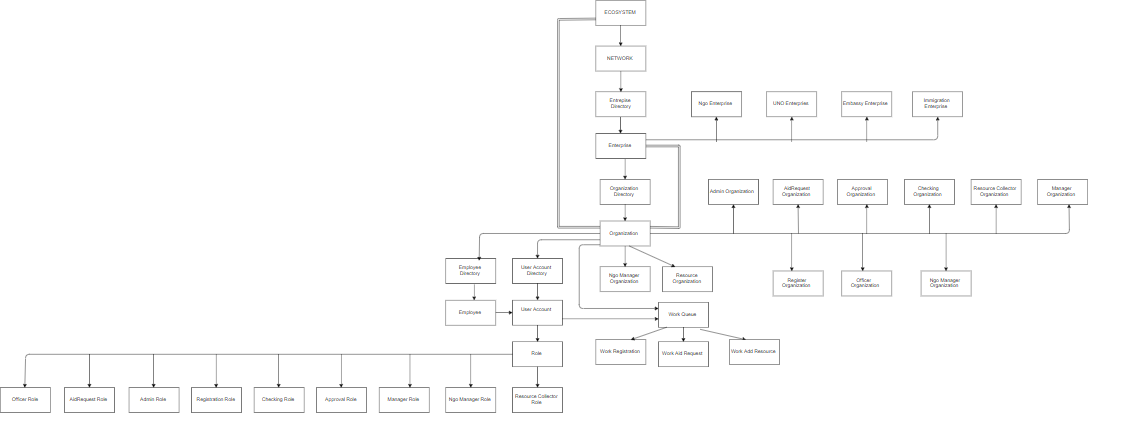 ECOSYSTEM
NETWORK
Entrepise
Directory
Ngo Enterprise
UNO Enterpries
Embassy Enterprise
Immigration
Enterprise
Enterprise
Organization
Directory
Admin Organization
AidRequest
Organization
Approval
Organization
Checking
Organization
Resource Collector
Organization
Manager
Organization
Organization
Employee
Directory
User Account
Directory
Ngo Manager
Organization
Resource
Organization
Register
Organization
Officer
Organization
Ngo Manager
Organization
Employee
User Account
Work Queue
Role
Work Registration
Work Aid Request
Work Add Resource
Officer Role
AidRequest Role
Admin Role
Registration Role
Checking Role
Approval Role
Manager Role
Ngo Manager Role
Resource Collector
Role